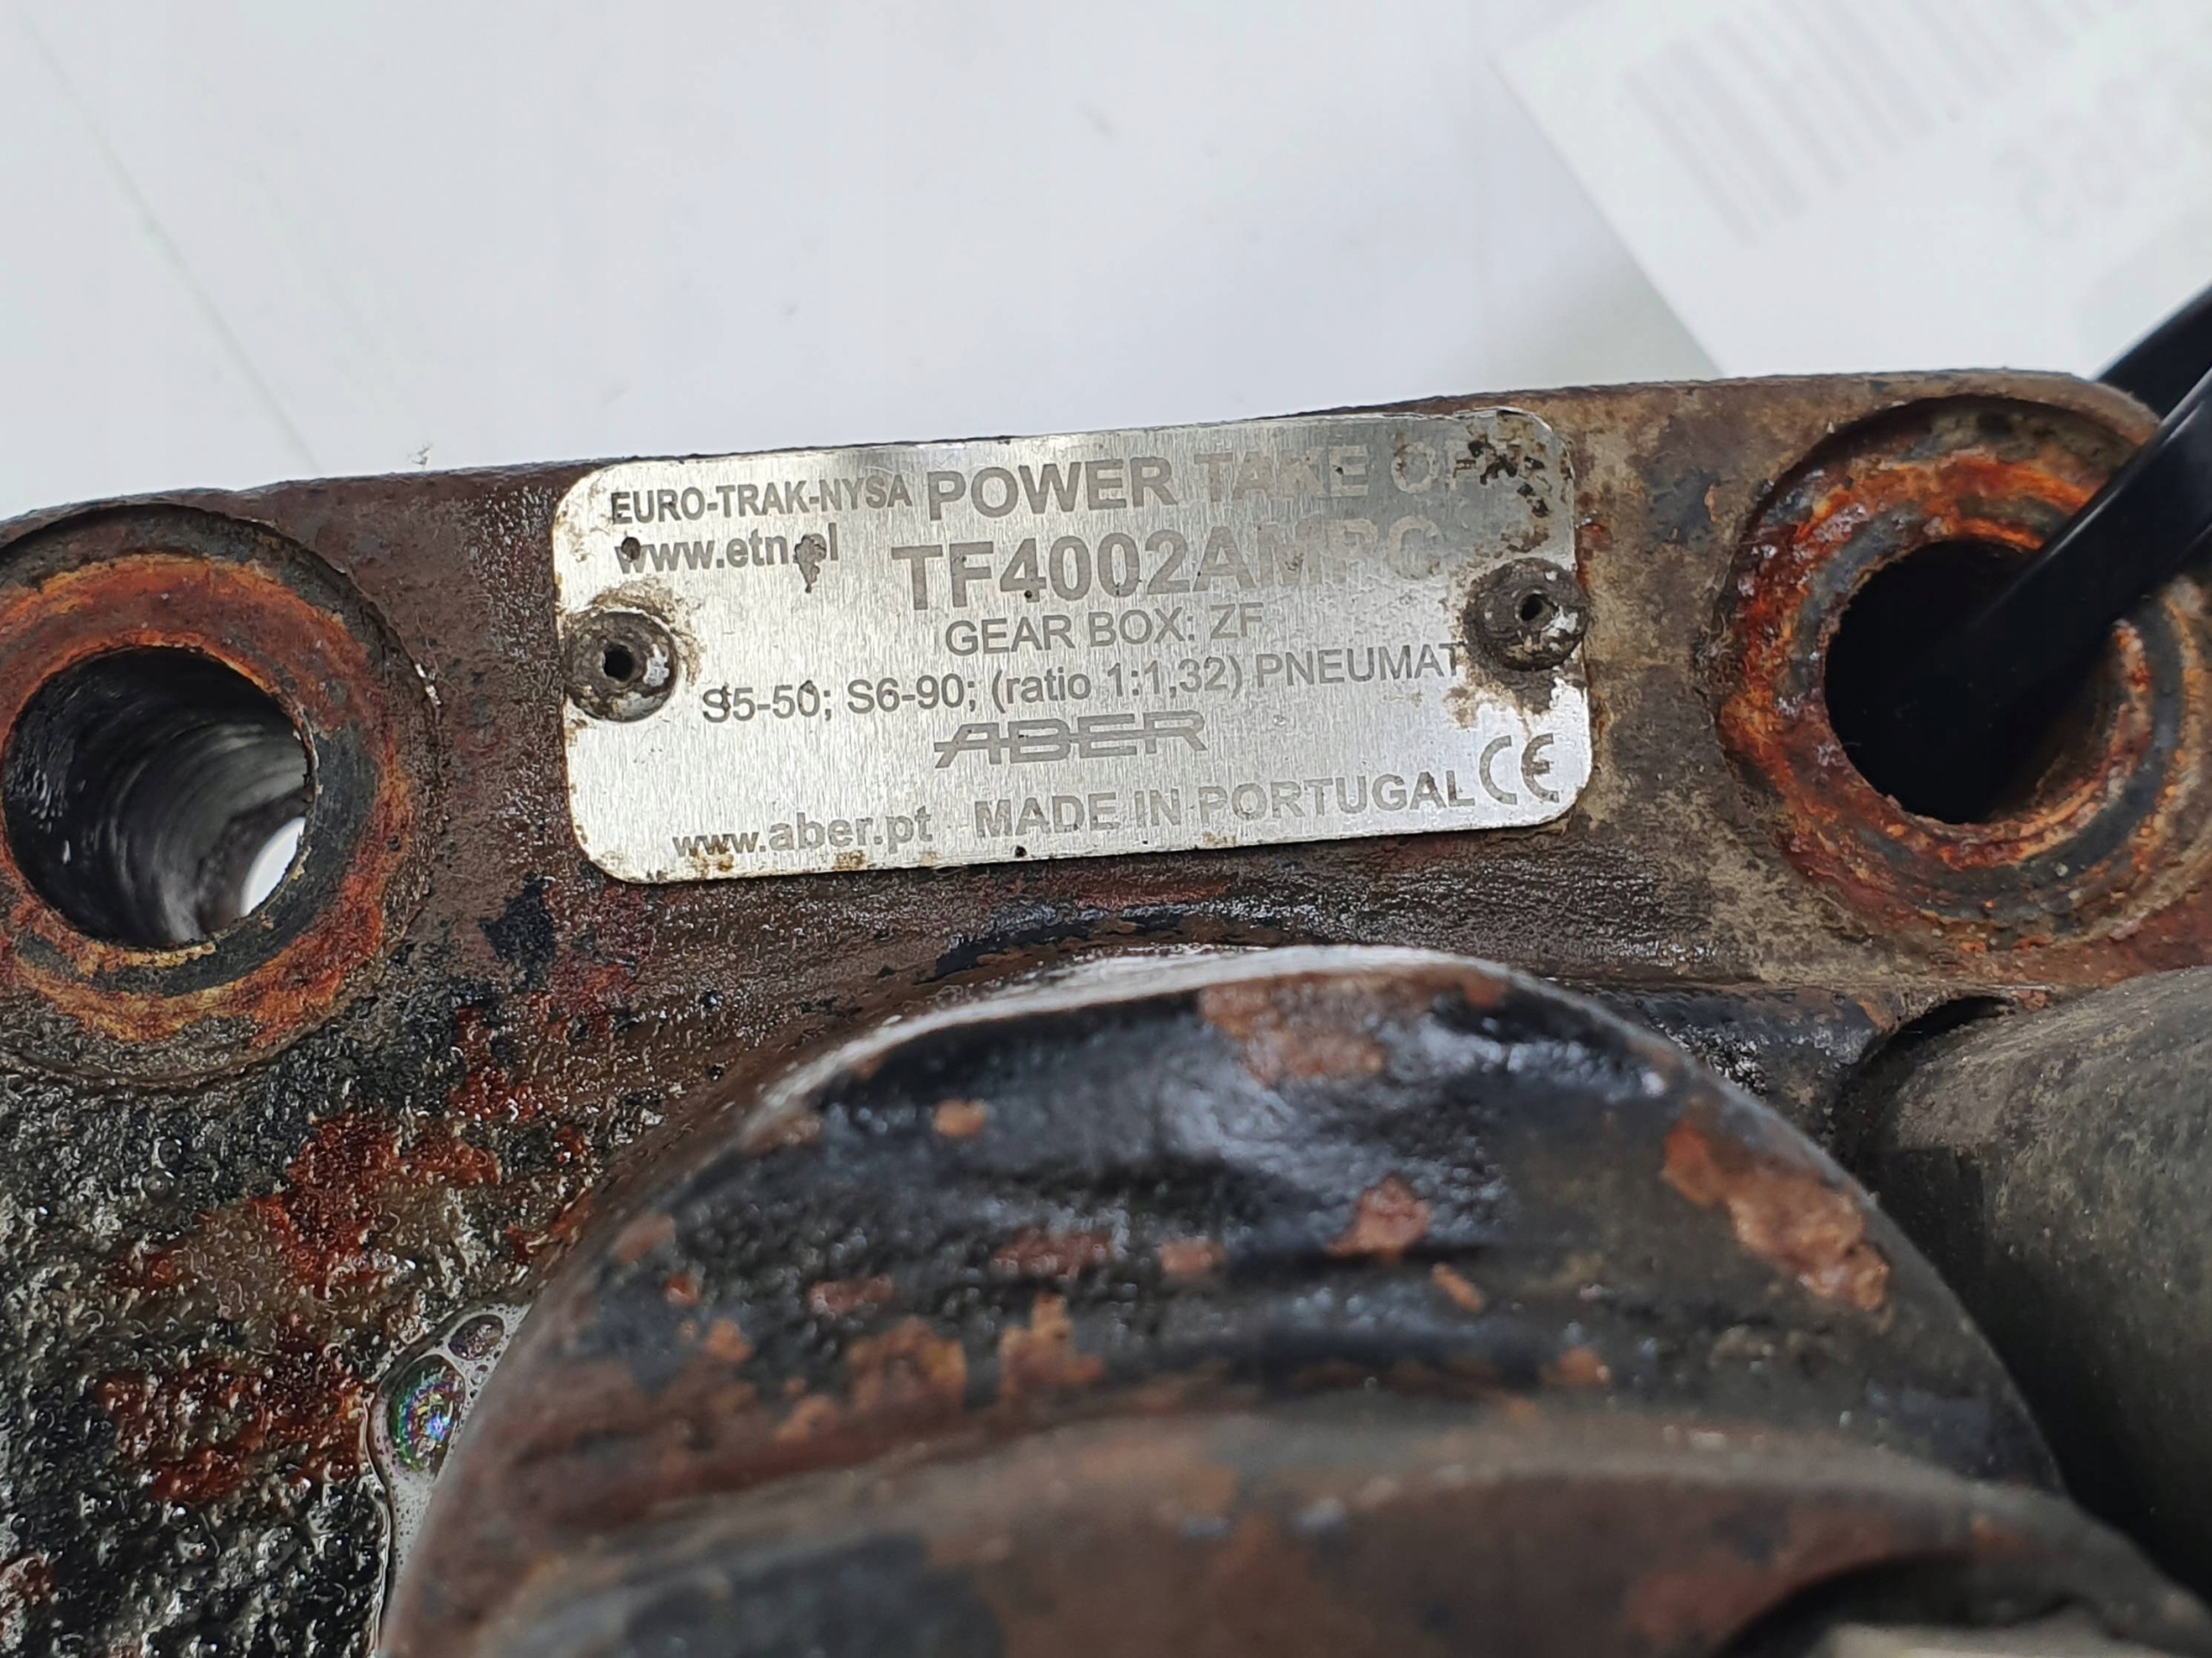 EURO-TRAK-NYSA POWER TAKE OFF
www.etn.pl TF4002AMPC
GEAR BOX: ZF
S5-50; S6-90; (ratio 1:1,32) PNEUMAT
ABER
www.aber.pt MADE IN PORTUGAL CE